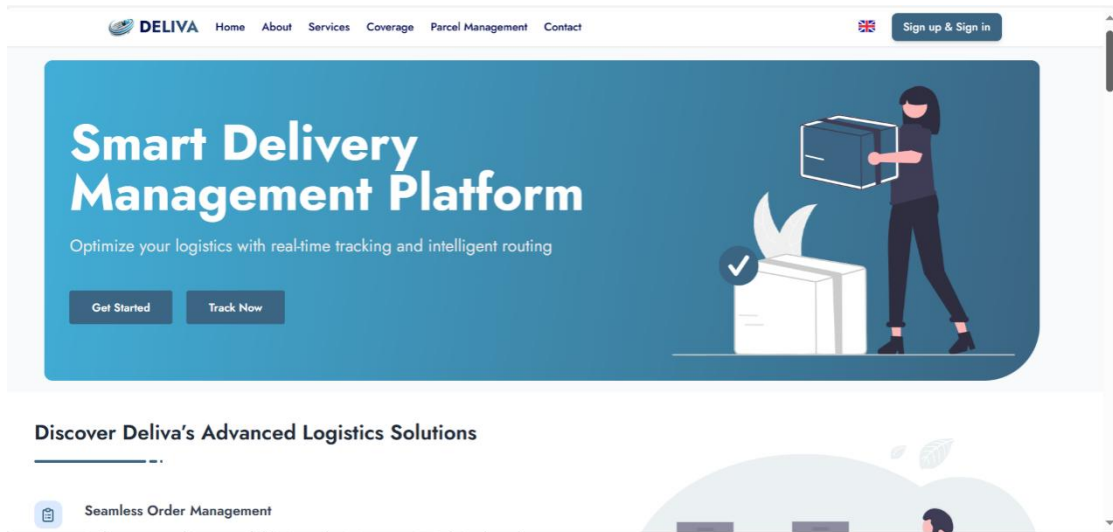 DELIVA Home About Services Coverage Parcel Management Contact Sign up & Sign in
Smart Delivery
Management Platform
Optimize your logistics with real-time tracking and intelligent routing
Get Started Track Now
Discover Deliva's Advanced Logistics Solutions
Seamless Order Management